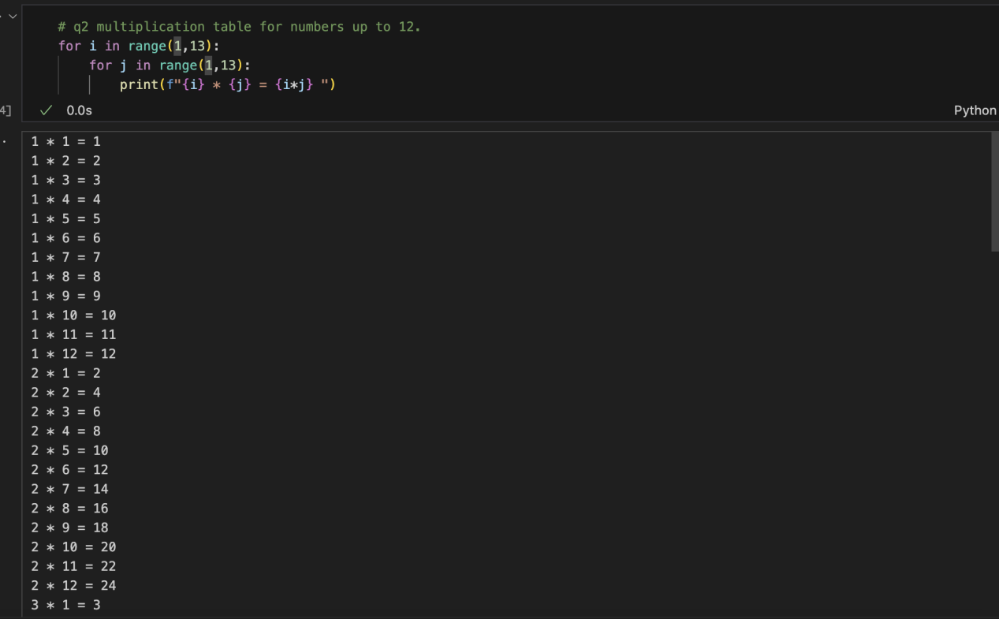 # q2 multiplication table for numbers up to 12.
for i in range(1,13):
    for j in range(1,13):
        print(f"{i} * {j} = {i*j} ")
4]
0.0s
Python
1 * 1 = 1
1 * 2 = 2
1 * 3 = 3
1 * 4 = 4
1 * 5 = 5
1 * 6 = 6
1 * 7 = 7
1 * 8 = 8
1 * 9 = 9
1 * 10 = 10
1 * 11 = 11
1 * 12 = 12
2 * 1 = 2
2 * 2 = 4
2 * 3 = 6
2 * 4 = 8
2 * 5 = 10
2 * 6 = 12
2 * 7 = 14
2 * 8 = 16
2 * 9 = 18
2 * 10 = 20
2 * 11 = 22
2 * 12 = 24
3 * 1 = 3